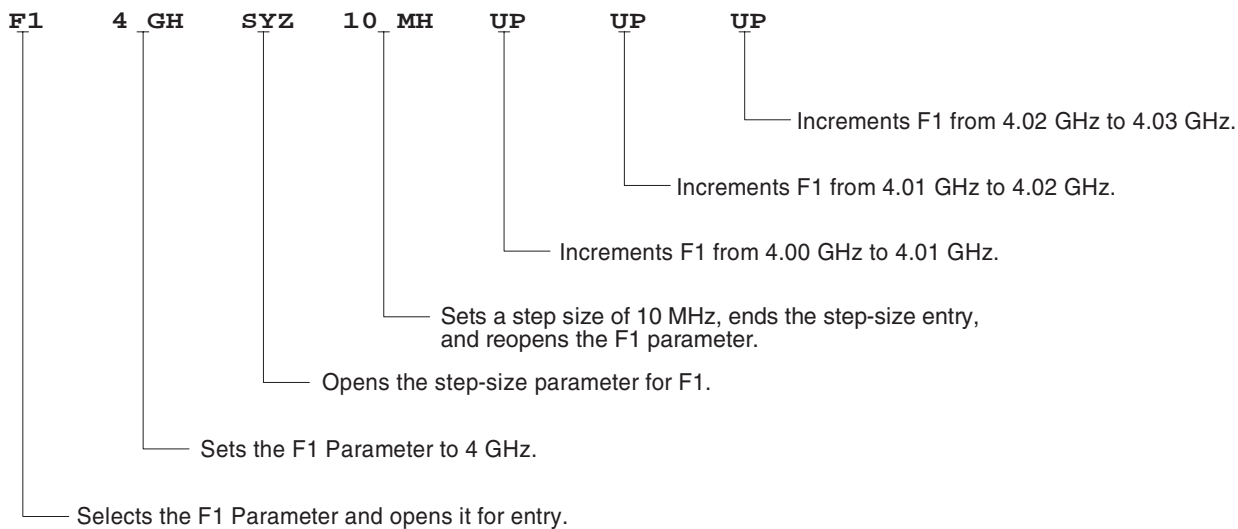 F1 4 GH SYZ 10 MH UP UP UP
Increments F1 from 4.02 GHz to 4.03 GHz.
Increments F1 from 4.01 GHz to 4.02 GHz.
Increments F1 from 4.00 GHz to 4.01 GHz.
Sets a step size of 10 MHz, ends the step-size entry,
and reopens the F1 parameter.
Opens the step-size parameter for F1.
Sets the F1 Parameter to 4 GHz.
Selects the F1 Parameter and opens it for entry.